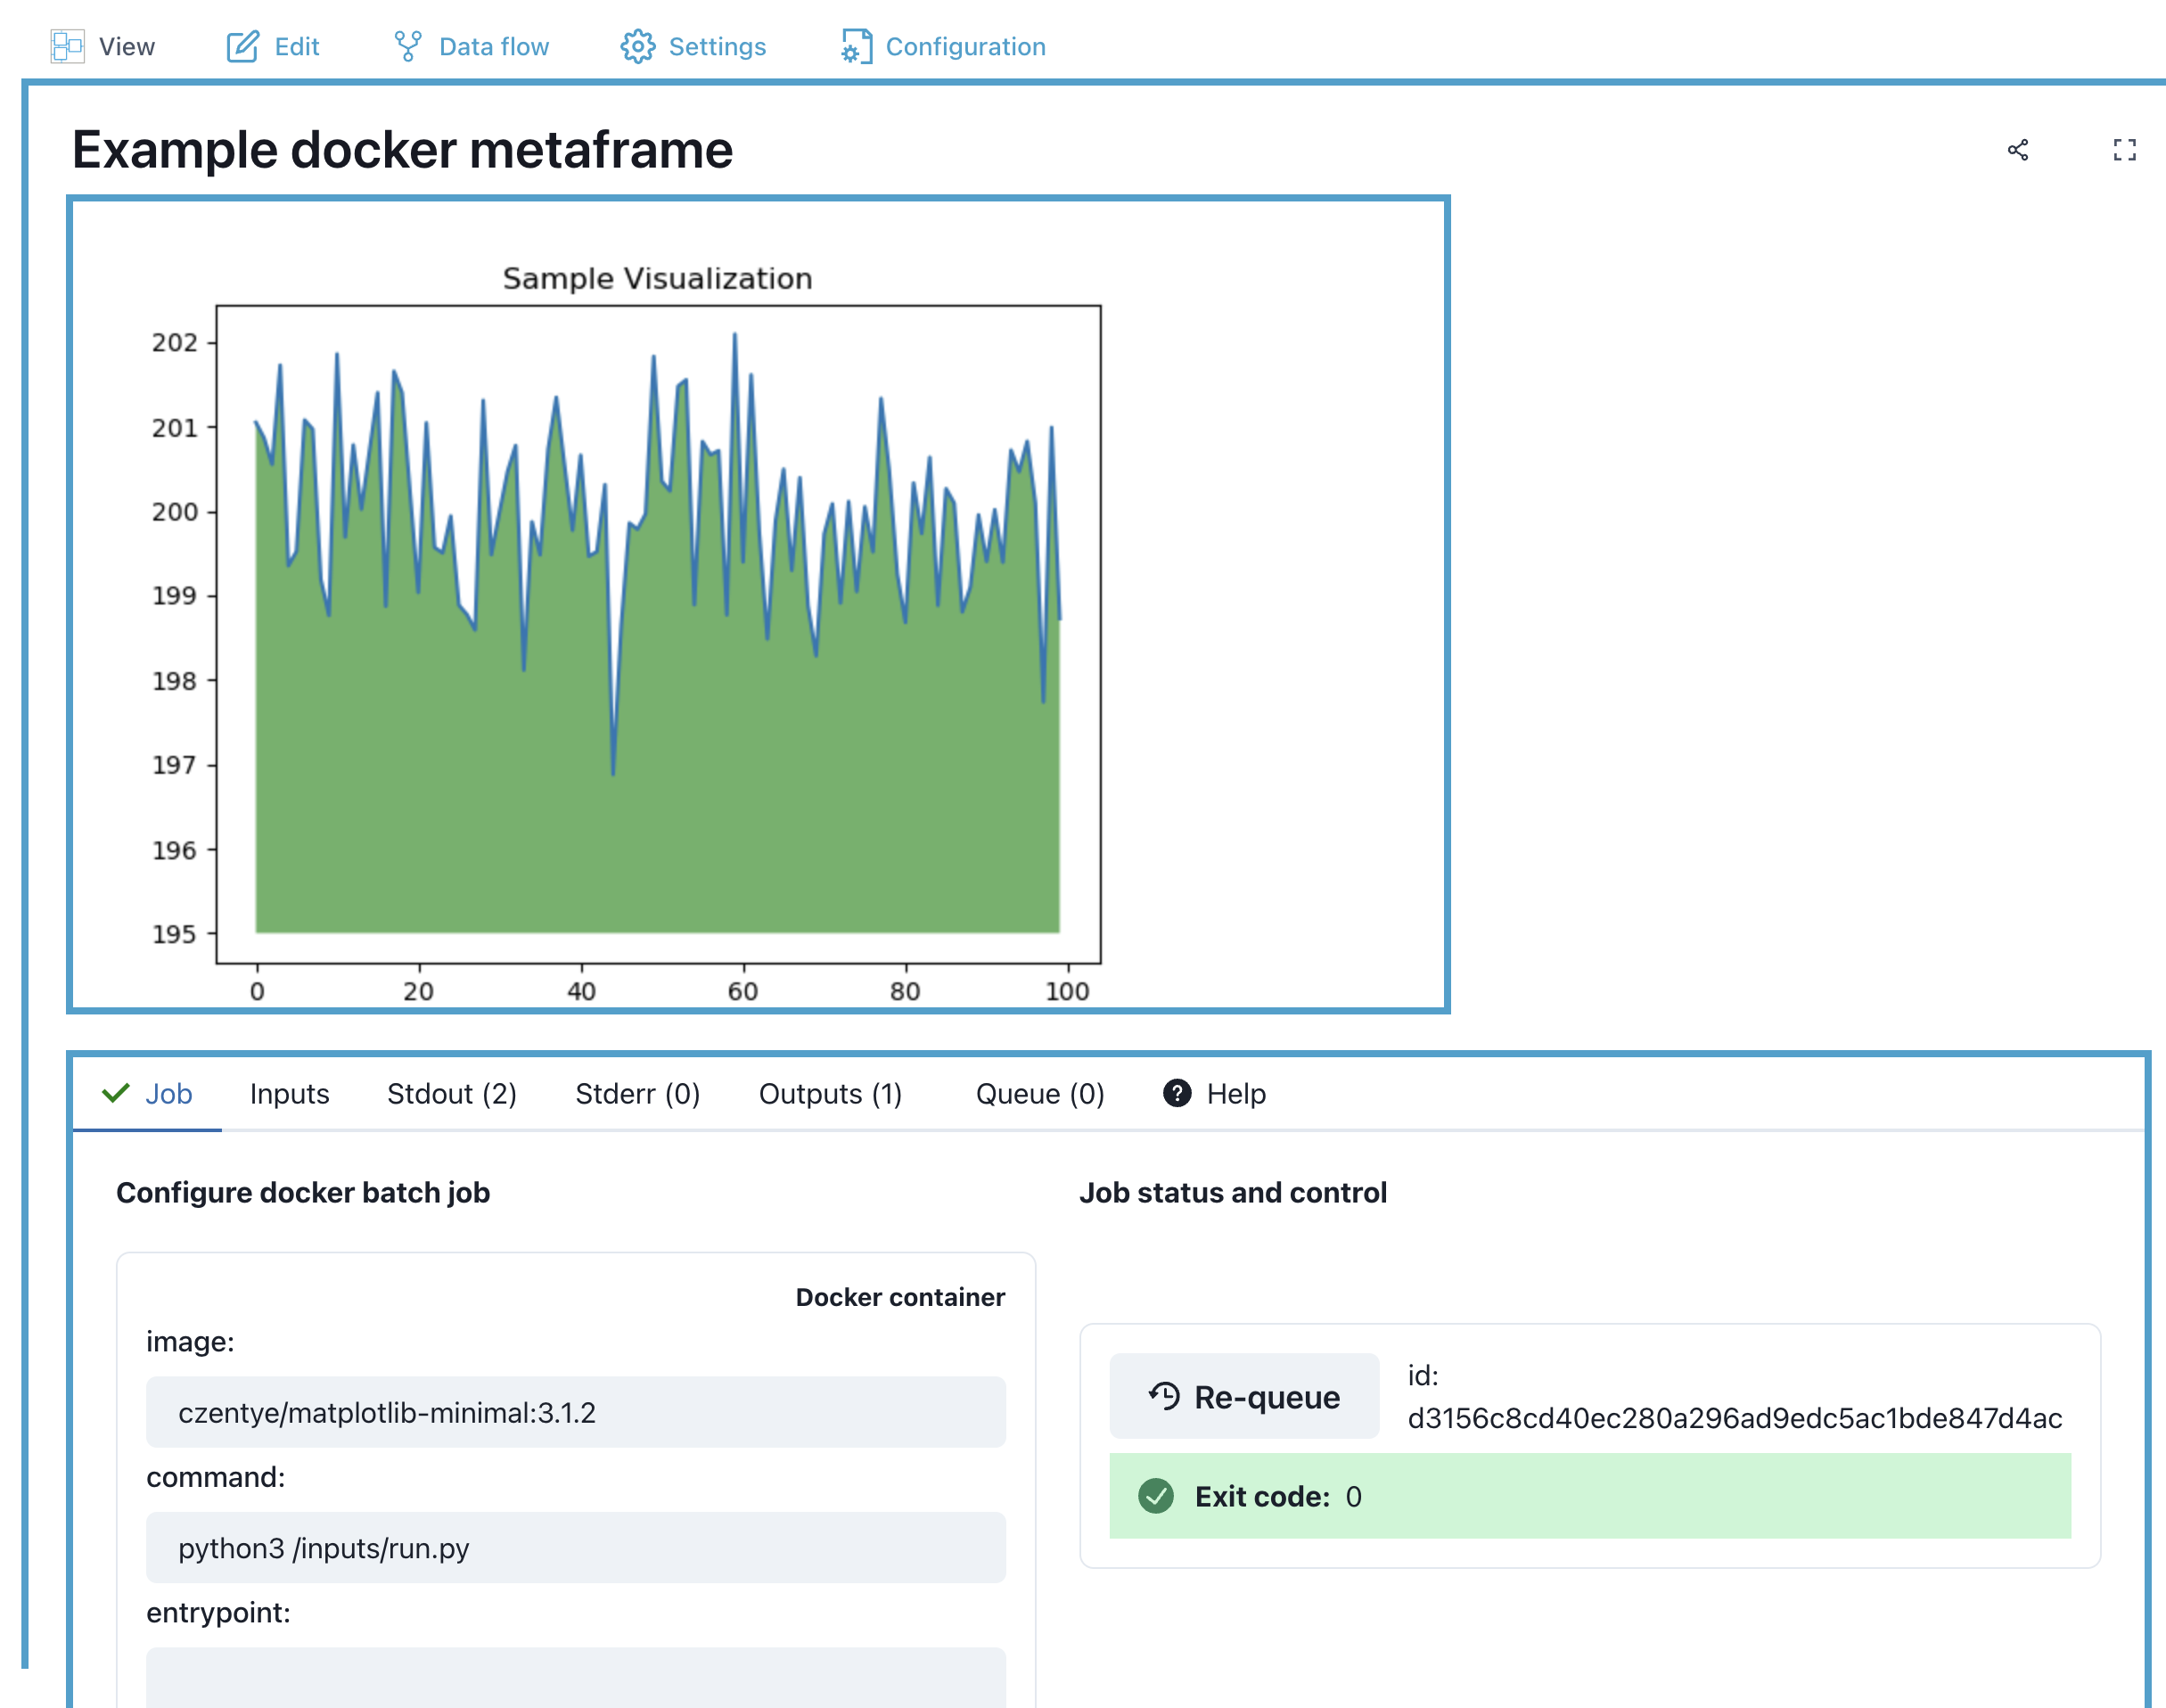 View Edit Data flow Settings Configuration
Example docker metaframe
Sample Visualization
202
201
200
199
198
197
196
195
0 20 40 60 80 100
Job Inputs Stdout (2) Stderr (0) Outputs (1) Queue (0) ? Help
Configure docker batch job
Docker container
image:
czentye/matplotlib-minimal:3.1.2
command:
python3 /inputs/run.py
entrypoint:
Job status and control
Re-queue
id:
d3156c8cd40ec280a296ad9edc5ac1bde847d4ac
Exit code: 0